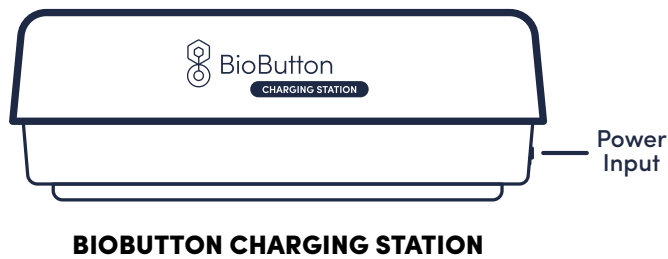 BioButton
CHARGING STATION
Power
Input
BIOBUTTON CHARGING STATION